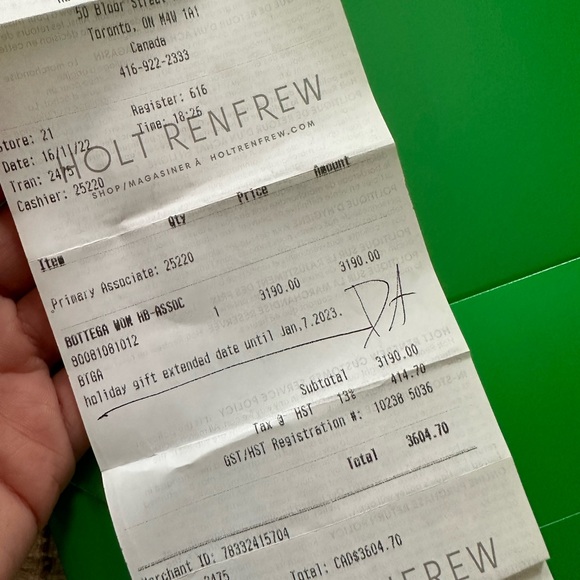 50 Bloor Street
Toronto, ON M4W 1A1
Canada
416-922-2333
Register: 616
Store: 21
Time: 18:25
Date: 16/11/22
Tran: 2475
Cashier: 25220
HOLT RENFREW
SHOP/MAGASINER À HOLTRENFREW.COM
Item Qty Price Amount
Primary Associate: 25220
BOTTEGA WOM HB-ASSOC 1 3190.00 3190.00
80081081012
BTGA
holiday gift extended date until Jan,7.2023.
DA
Subtotal 3190.00
Tax @ HST 13% 414.70
GST/HST Registration #: 10238 5036
Total 3604.70
Merchant ID: 78332415704
2475 Total: CAD$3604.70
RENFREW